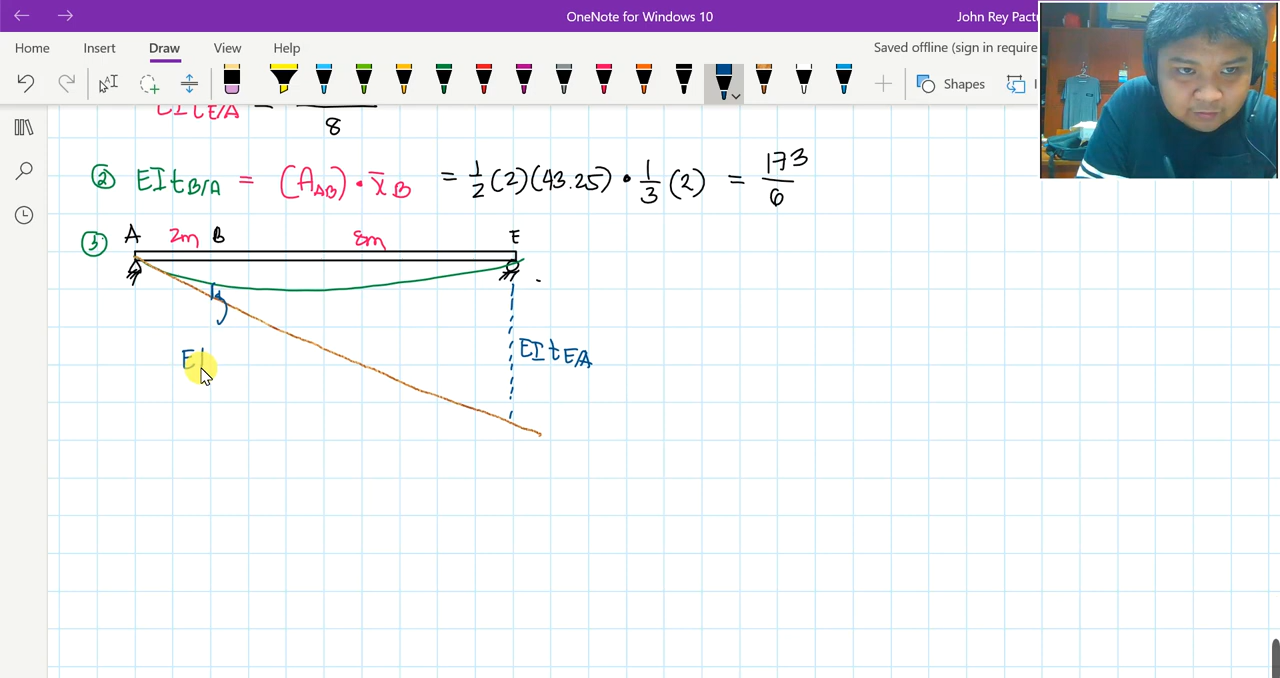 OneNote for Windows 10
John Rey Pactu
Home Insert Draw View Help
Saved offline (sign in require
Shapes
EItE/A =
8
② EItB/A = (AAB) · x̄B = 1/2 (2)(43.25) · 1/3 (2) = 173/6
③ A 2m B 8m E
EItEA
EI